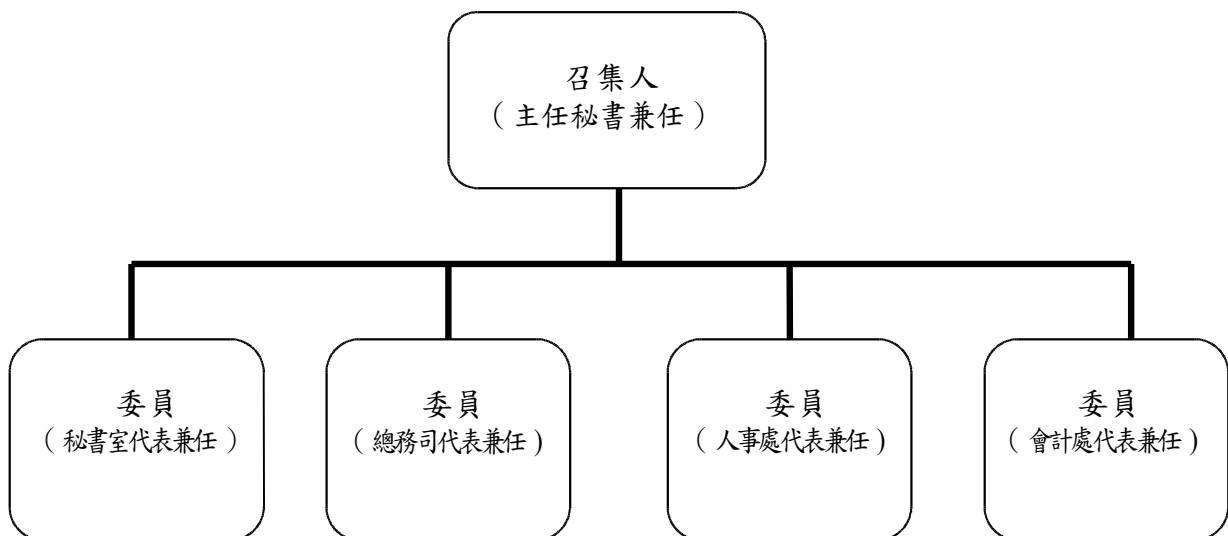 召集人
（主任秘書兼任）
委員
（秘書室代表兼任）
委員
（總務司代表兼任）
委員
（人事處代表兼任）
委員
（會計處代表兼任）